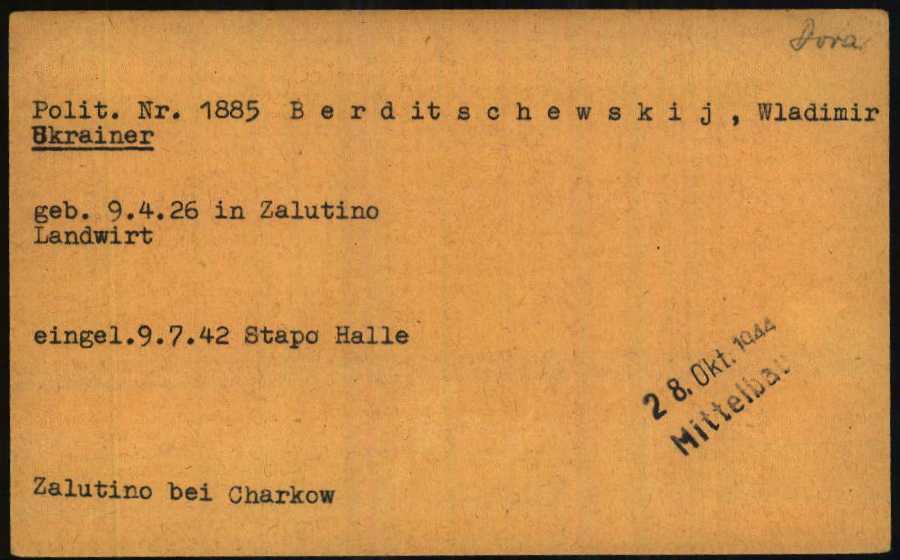 Dora
Polit. Nr. 1885 B e r d i t s c h e w s k i j , Wladimir
Ukrainer
geb. 9.4.26 in Zalutino
Landwirt
eingel.9.7.42 Stapo Halle
28. Okt. 1944
Mittelbau
Zalutino bei Charkow